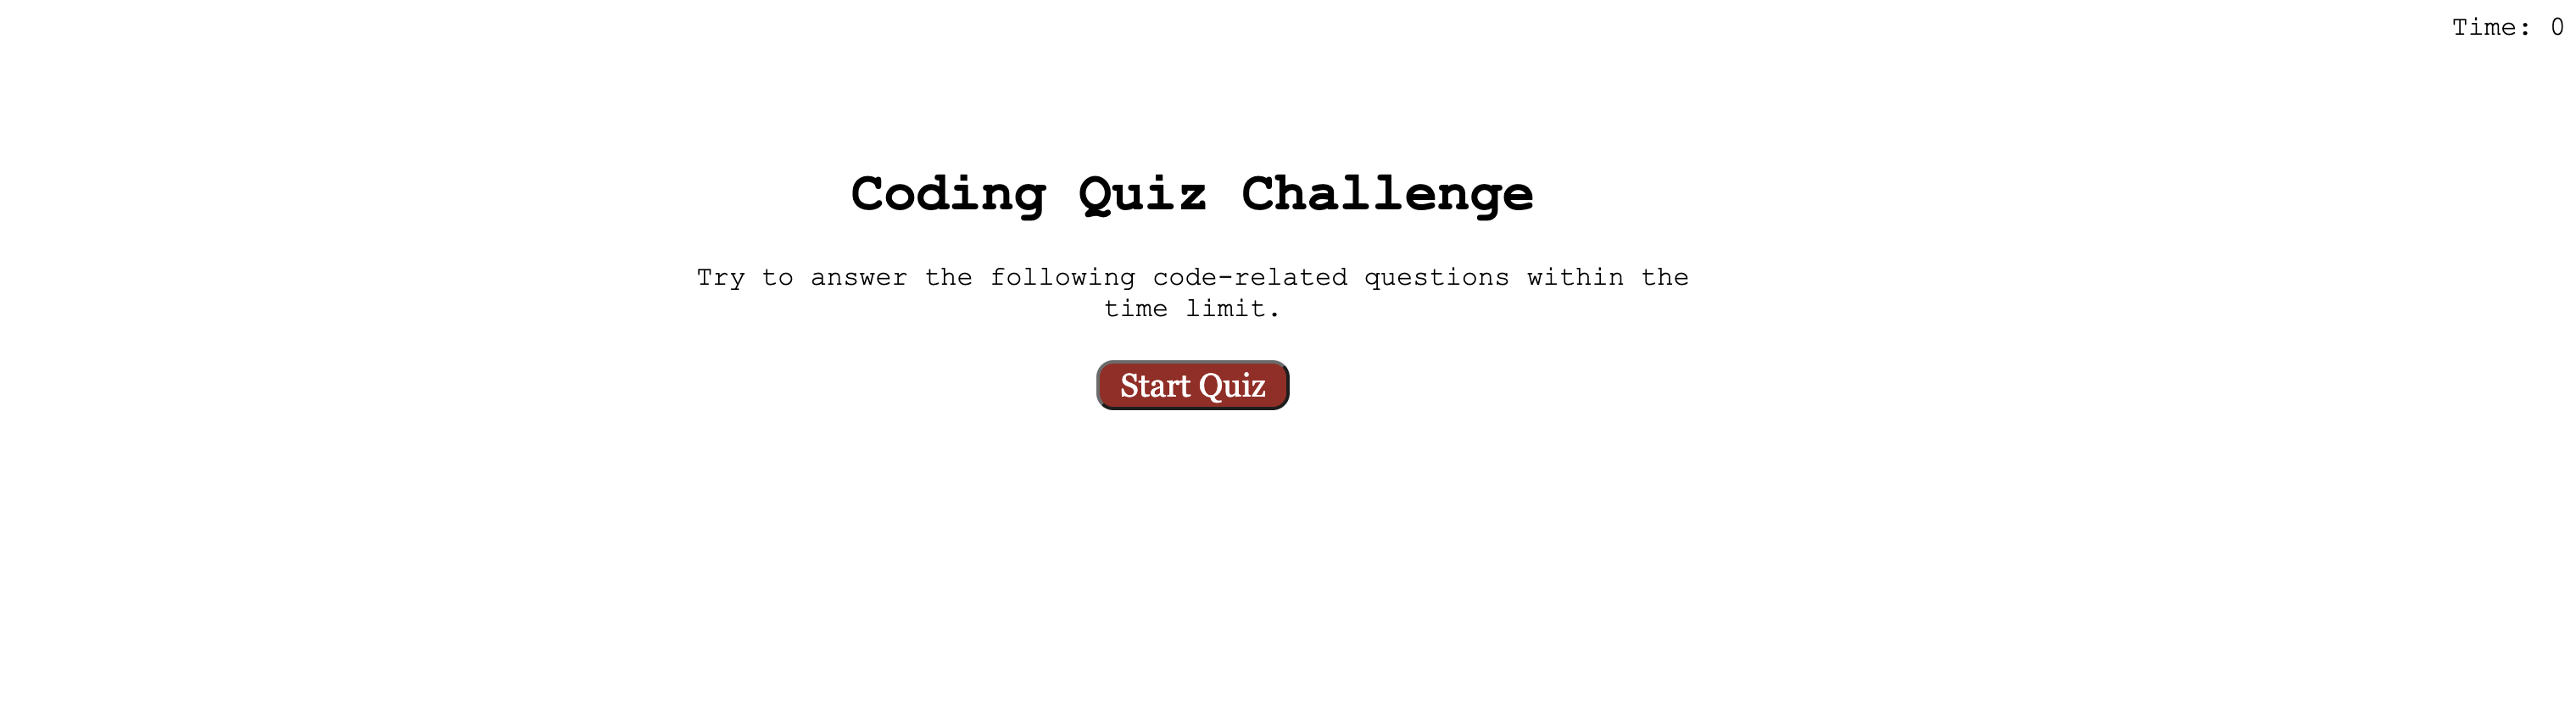 Time: 0
Coding Quiz Challenge
Try to answer the following code-related questions within the
time limit.
Start Quiz